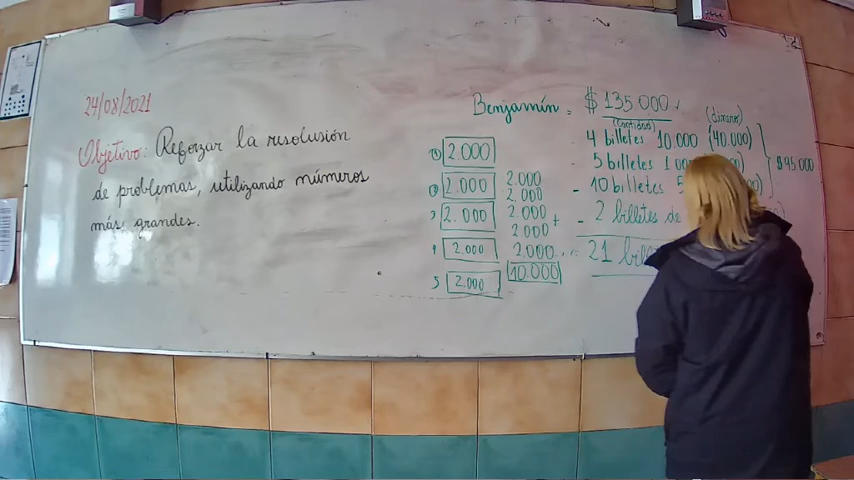 24/08/2021
Objetivo: Reforzar la resolusión
de problemas, utilizando números
más grandes.
Benjamín = $ 135.000
(Cantidad) (dinero)
4 billetes 10.000 (40.000)
5 billetes
10 billetes
2 billetes de
21
$95.000
1 2.000
2.000
3 2.000
2.000
5 2.000
2.000
2.000
2.000
2.000 +
2.000
10.000